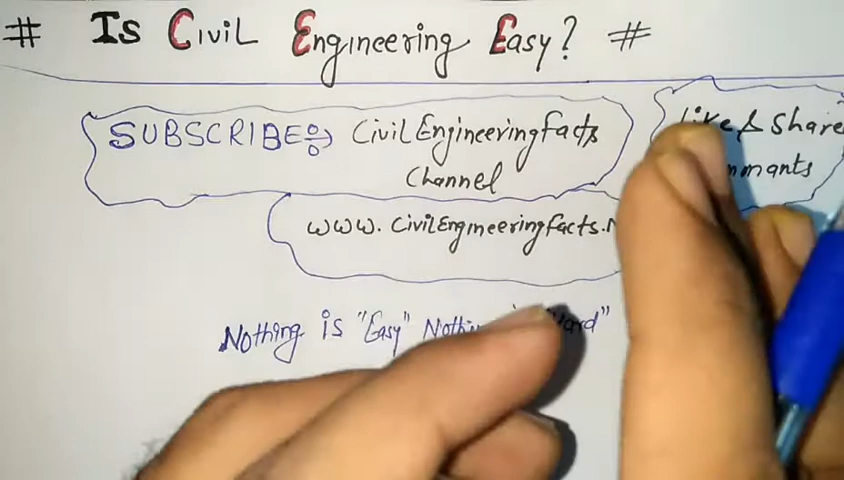 # Is Civil Engineering Easy? #
SUBSCRIBE CivilEngineeringFacts
Channel
Like & Share
www.CivilEngineeringfacts.
Nothing is "Easy"